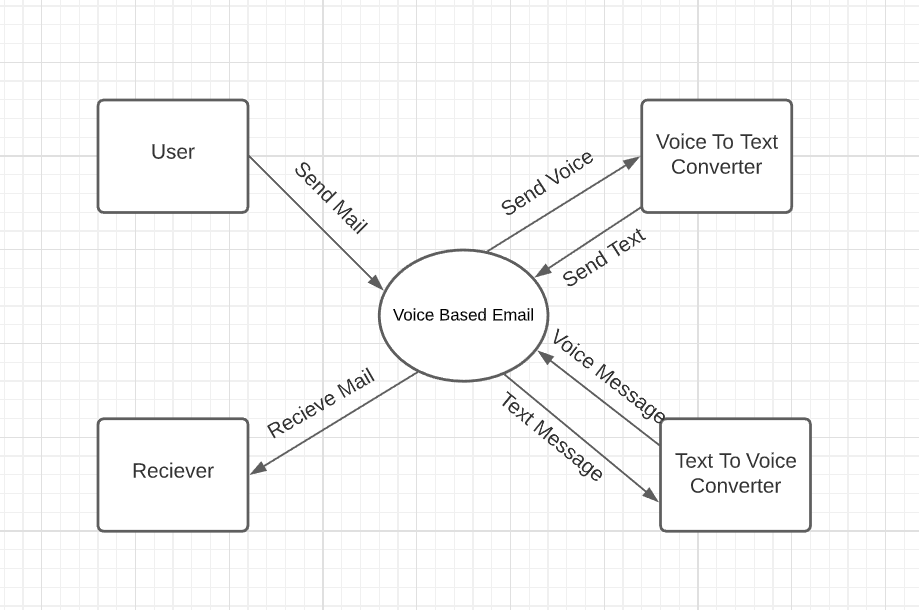 User
Send Mail
Send Voice
Voice To Text
Converter
Send Text
Voice Based Email
Voice Message
Recieve Mail
Text Message
Reciever
Text To Voice
Converter